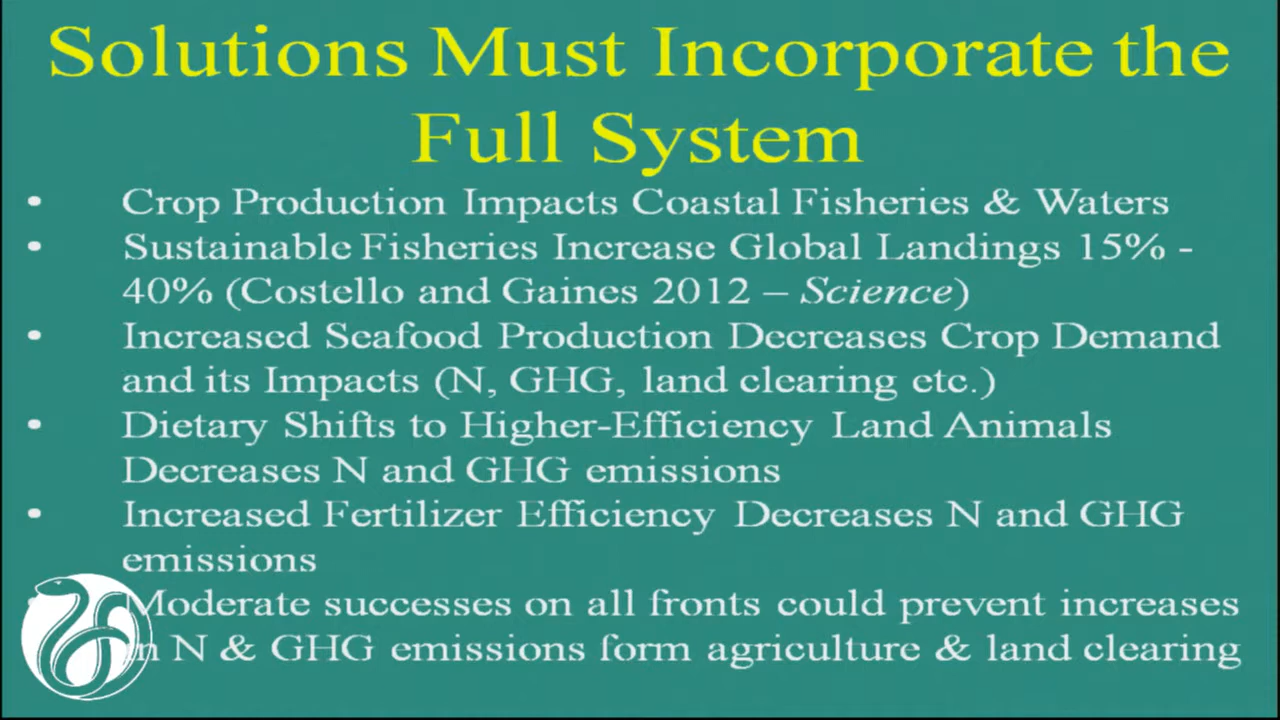 Solutions Must Incorporate the
Full System
• Crop Production Impacts Coastal Fisheries & Waters
• Sustainable Fisheries Increase Global Landings 15% -
40% (Costello and Gaines 2012 – Science)
• Increased Seafood Production Decreases Crop Demand
and its Impacts (N, GHG, land clearing etc.)
• Dietary Shifts to Higher-Efficiency Land Animals
Decreases N and GHG emissions
• Increased Fertilizer Efficiency Decreases N and GHG
emissions
Moderate successes on all fronts could prevent increases
in N & GHG emissions form agriculture & land clearing